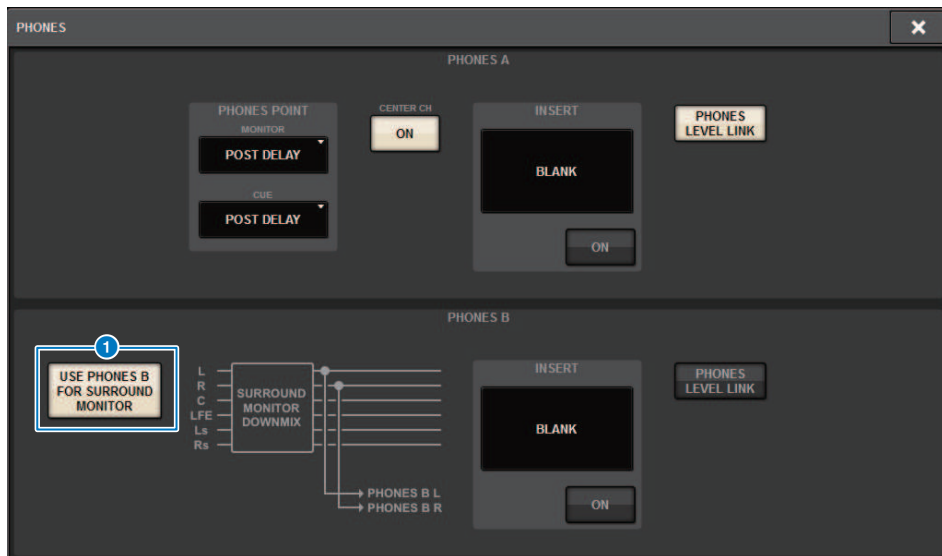 PHONES
PHONES A
PHONES POINT
MONITOR
POST DELAY
CUE
POST DELAY
CENTER CH
ON
INSERT
BLANK
ON
PHONES
LEVEL LINK
PHONES B
1
USE PHONES B
FOR SURROUND
MONITOR
L
R
C
LFE
Ls
Rs
SURROUND
MONITOR
DOWNMIX
PHONES B L
PHONES B R
INSERT
BLANK
ON
PHONES
LEVEL LINK